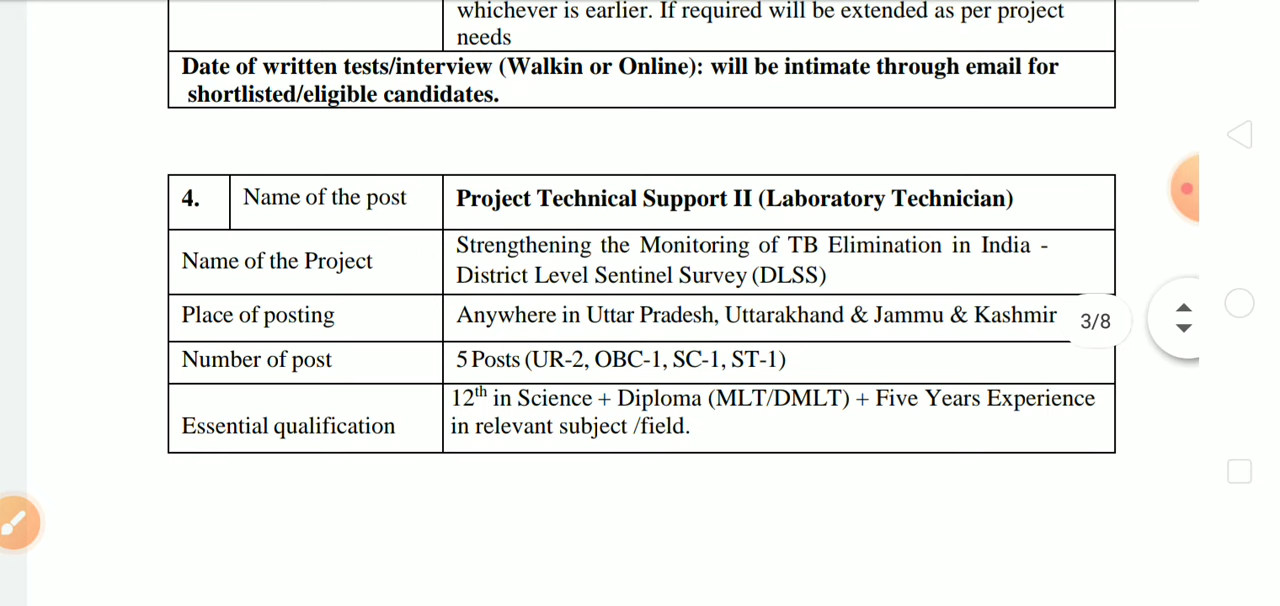 whichever is earlier. If required will be extended as per project
needs
Date of written tests/interview (Walkin or Online): will be intimate through email for
shortlisted/eligible candidates.
4. Name of the post Project Technical Support II (Laboratory Technician)
Name of the Project Strengthening the Monitoring of TB Elimination in India -
District Level Sentinel Survey (DLSS)
Place of posting Anywhere in Uttar Pradesh, Uttarakhand & Jammu & Kashmir
3/8
Number of post 5 Posts (UR-2, OBC-1, SC-1, ST-1)
Essential qualification 12th in Science + Diploma (MLT/DMLT) + Five Years Experience
in relevant subject /field.